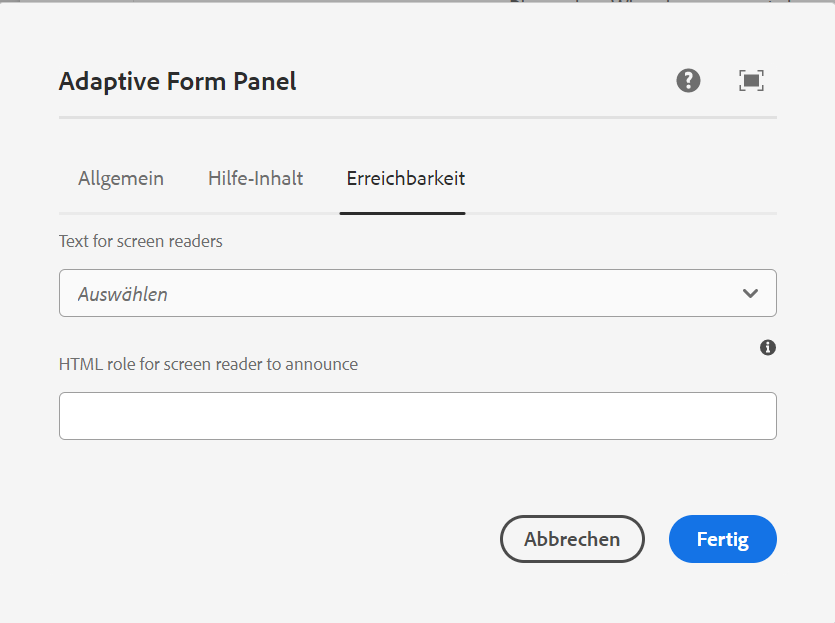 Adaptive Form Panel
Allgemein Hilfe-Inhalt Erreichbarkeit
Text for screen readers
Auswählen
HTML role for screen reader to announce
Abbrechen Fertig